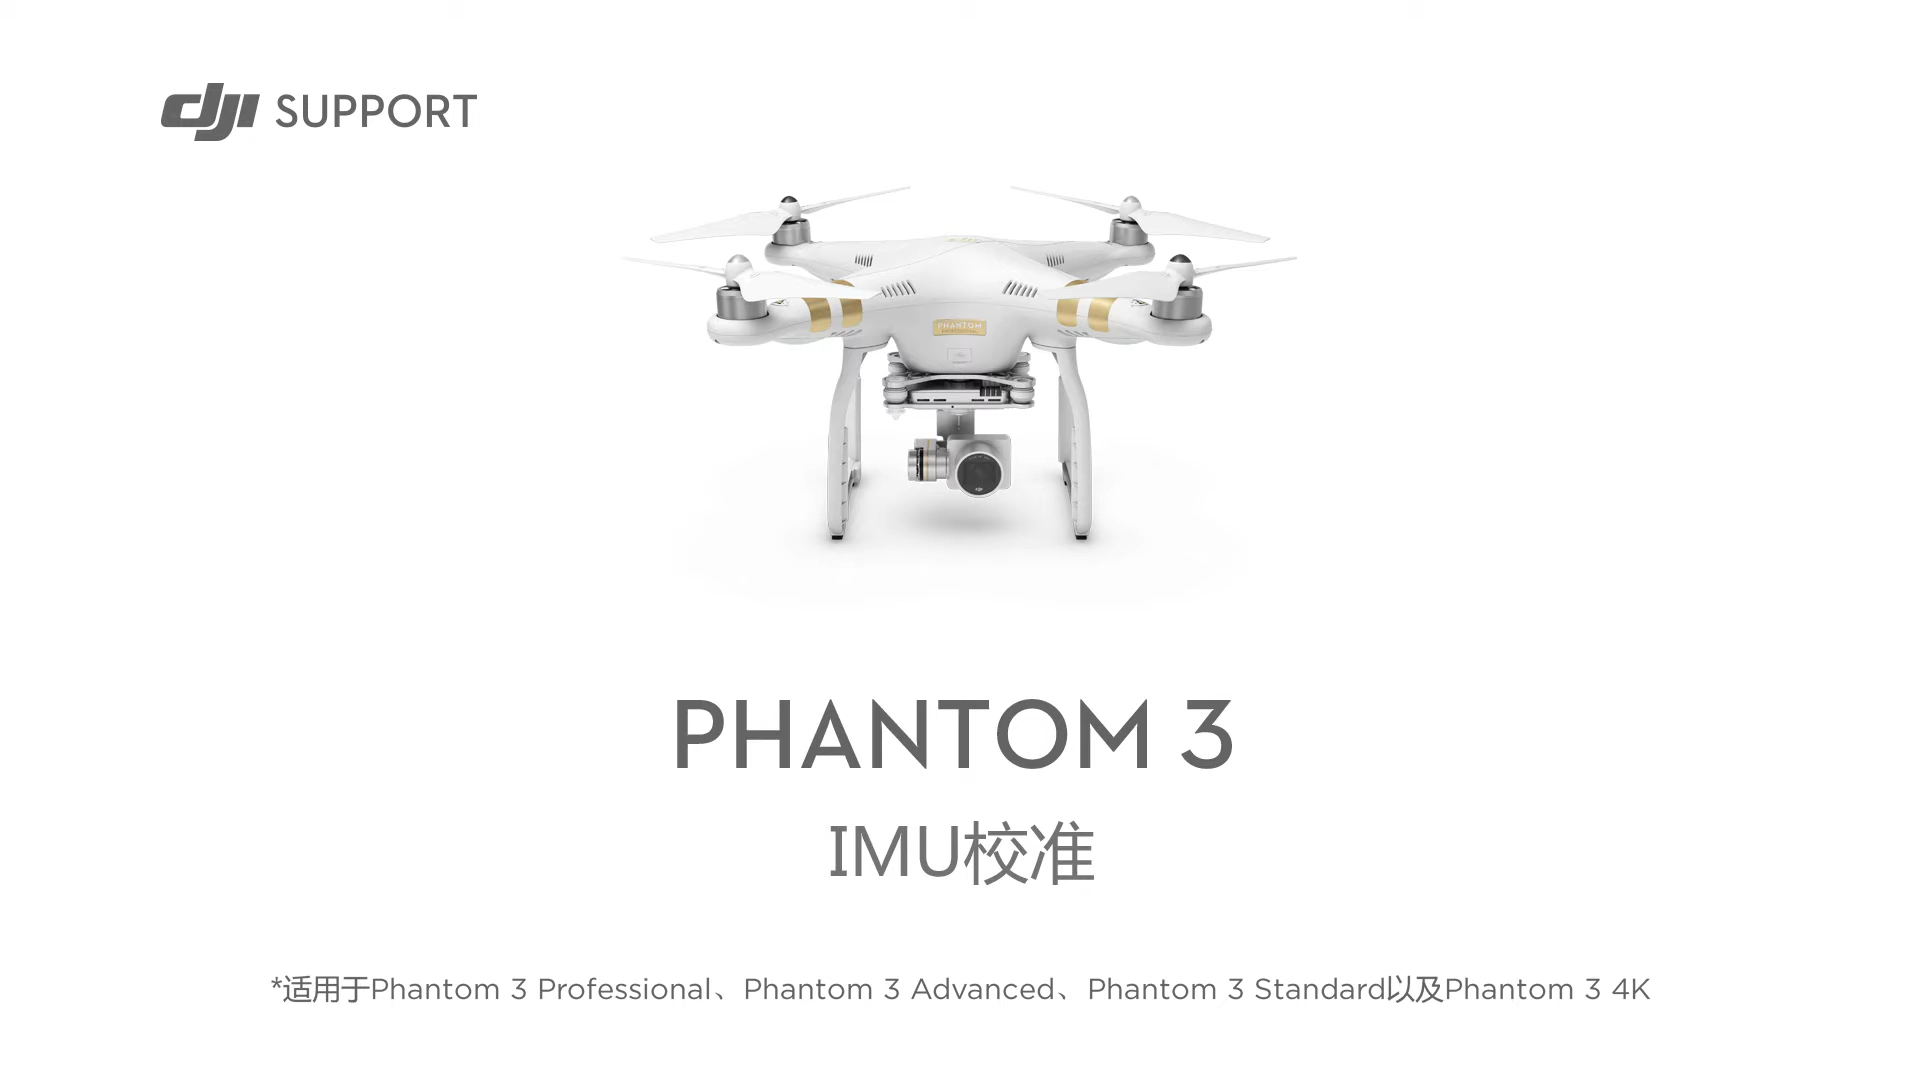 dji SUPPORT
PHANTOM
PHANTOM 3
IMU校准
*适用于Phantom 3 Professional、Phantom 3 Advanced、Phantom 3 Standard以及Phantom 3 4K